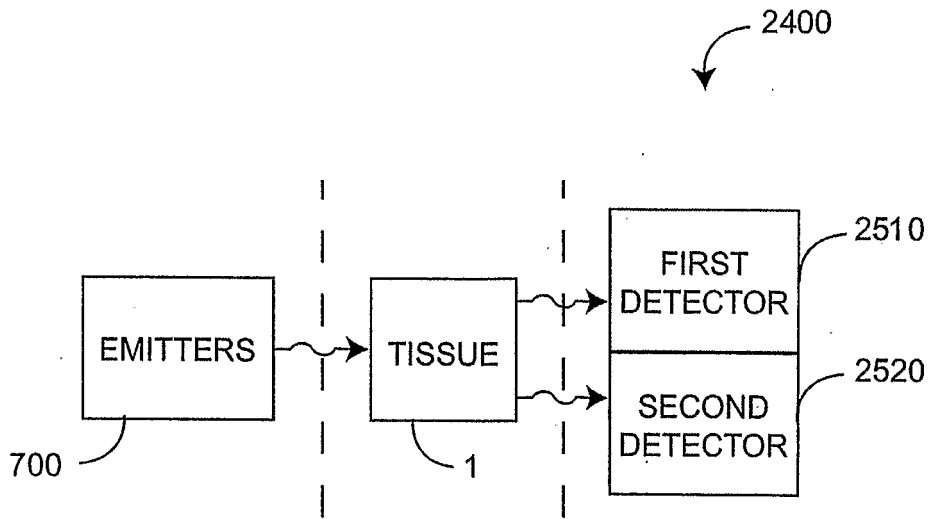 2400
2510
FIRST
DETECTOR
EMITTERS
TISSUE
2520
SECOND
DETECTOR
700
1